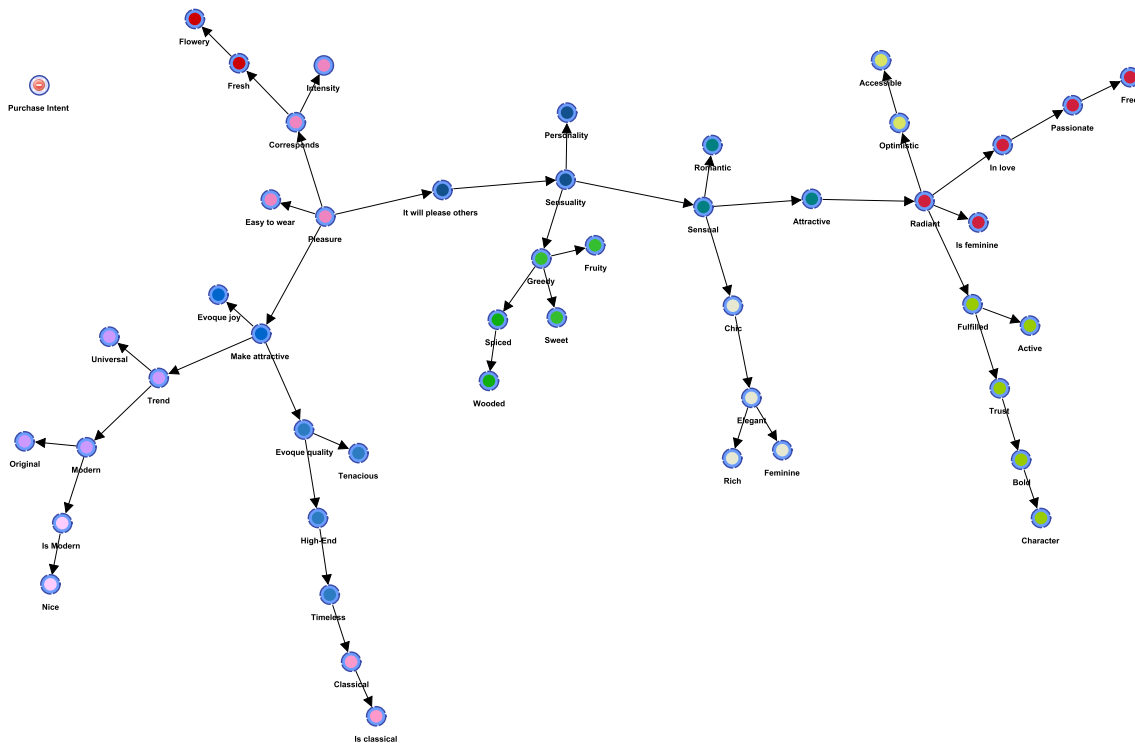 Flowery
Accessible
Fresh
Intensity
Free
Purchase Intent
Passionate
Personality
Corresponds
Optimistic
Romantic
In love
Sensuality
It will please others
Easy to wear
Attractive
Radiant
Sensual
Pleasure
Is feminine
Fruity
Greedy
Evoque joy
Chic
Fulfilled
Spiced
Sweet
Active
Universal
Make attractive
Trend
Wooded
Trust
Elegant
Original
Modern
Evoque quality
Tenacious
Rich
Feminine
Bold
High-End
Character
Is Modern
Nice
Timeless
Classical
Is classical